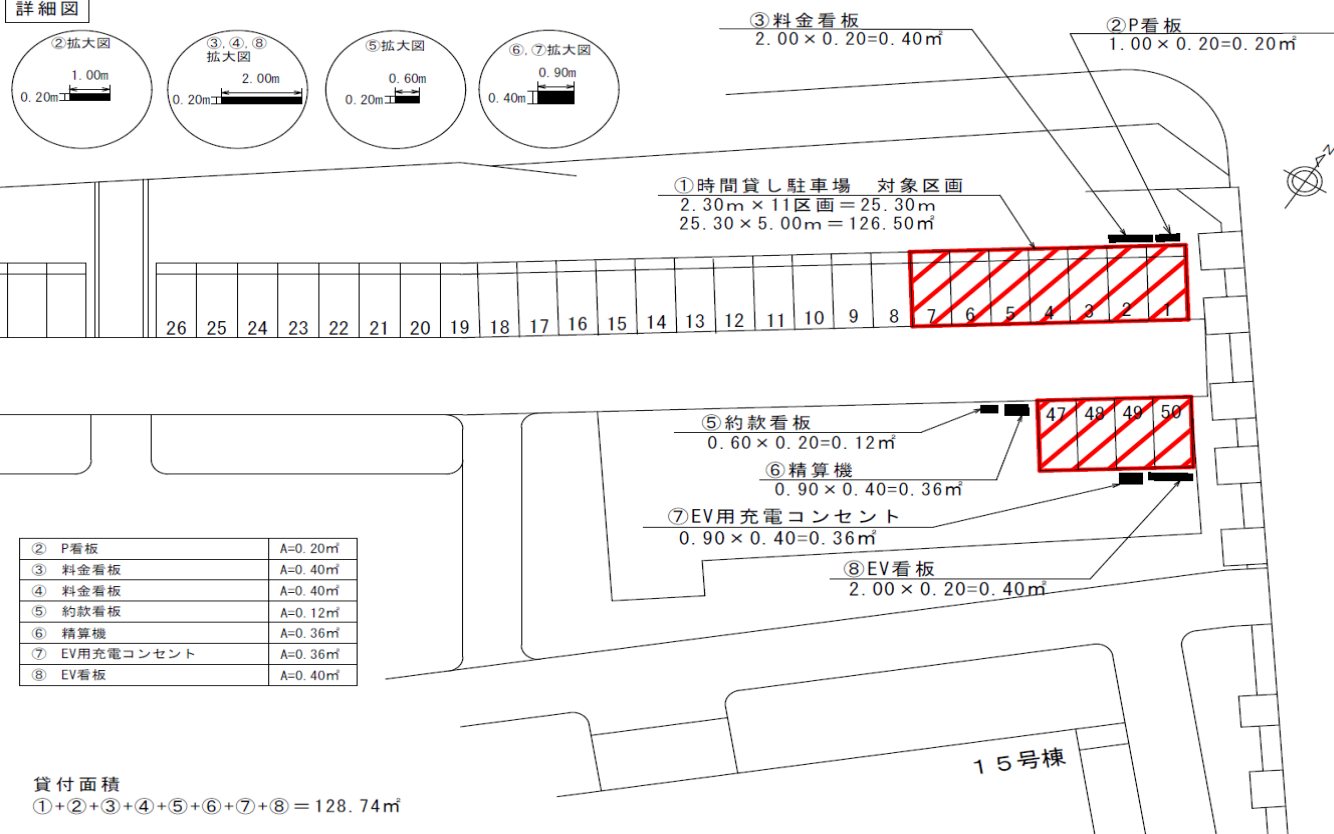 詳細図
②拡大図
1.00m
0.20m
③,④,⑧
拡大図
2.00m
0.20m
⑤拡大図
0.60m
0.20m
⑥,⑦拡大図
0.90m
0.40m
③料金看板
2.00×0.20=0.40㎡
②P看板
1.00×0.20=0.20㎡
N
①時間貸し駐車場 対象区画
2.30m×11区画=25.30m
25.30×5.00m=126.50㎡
26 25 24 23 22 21 20 19 18 17 16 15 14 13 12 11 10 9 8 7 6 5 4 3 2 1
47 48 49 50
⑤約款看板
0.60×0.20=0.12㎡
⑥精算機
0.90×0.40=0.36㎡
⑦EV用充電コンセント
0.90×0.40=0.36㎡
⑧EV看板
2.00×0.20=0.40㎡
② P看板 A=0.20㎡
③ 料金看板 A=0.40㎡
④ 料金看板 A=0.40㎡
⑤ 約款看板 A=0.12㎡
⑥ 精算機 A=0.36㎡
⑦ EV用充電コンセント A=0.36㎡
⑧ EV看板 A=0.40㎡
15号棟
貸付面積
①+②+③+④+⑤+⑥+⑦+⑧=128.74㎡